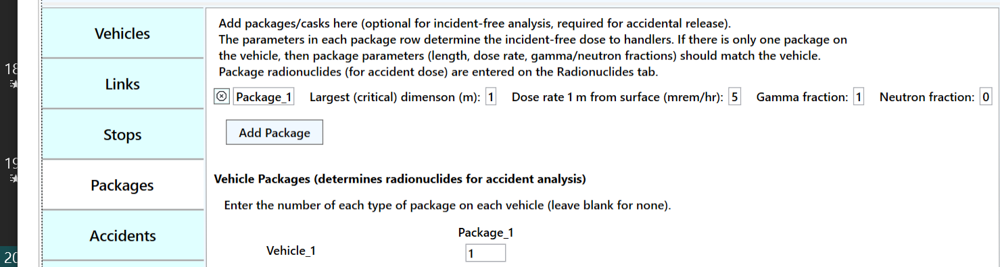 Vehicles
Links
Stops
Packages
Accidents
Add packages/casks here (optional for incident-free analysis, required for accidental release).
The parameters in each package row determine the incident-free dose to handlers. If there is only one package on
the vehicle, then package parameters (length, dose rate, gamma/neutron fractions) should match the vehicle.
Package radionuclides (for accident dose) are entered on the Radionuclides tab.
Package_1 Largest (critical) dimenson (m): 1 Dose rate 1 m from surface (mrem/hr): 5 Gamma fraction: 1 Neutron fraction: 0
Add Package
Vehicle Packages (determines radionuclides for accident analysis)
Enter the number of each type of package on each vehicle (leave blank for none).
Package_1
Vehicle_1 1